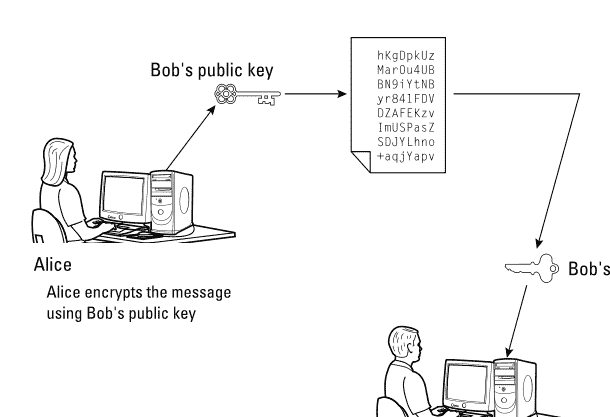 Bob's public key
hKgDpkUz
MarOu4UB
BN9iYtNB
yr841FDV
DZAFEKzv
ImUSPasZ
SDJYLhno
+aqjYapv
Alice
Alice encrypts the message
using Bob's public key
Bob's